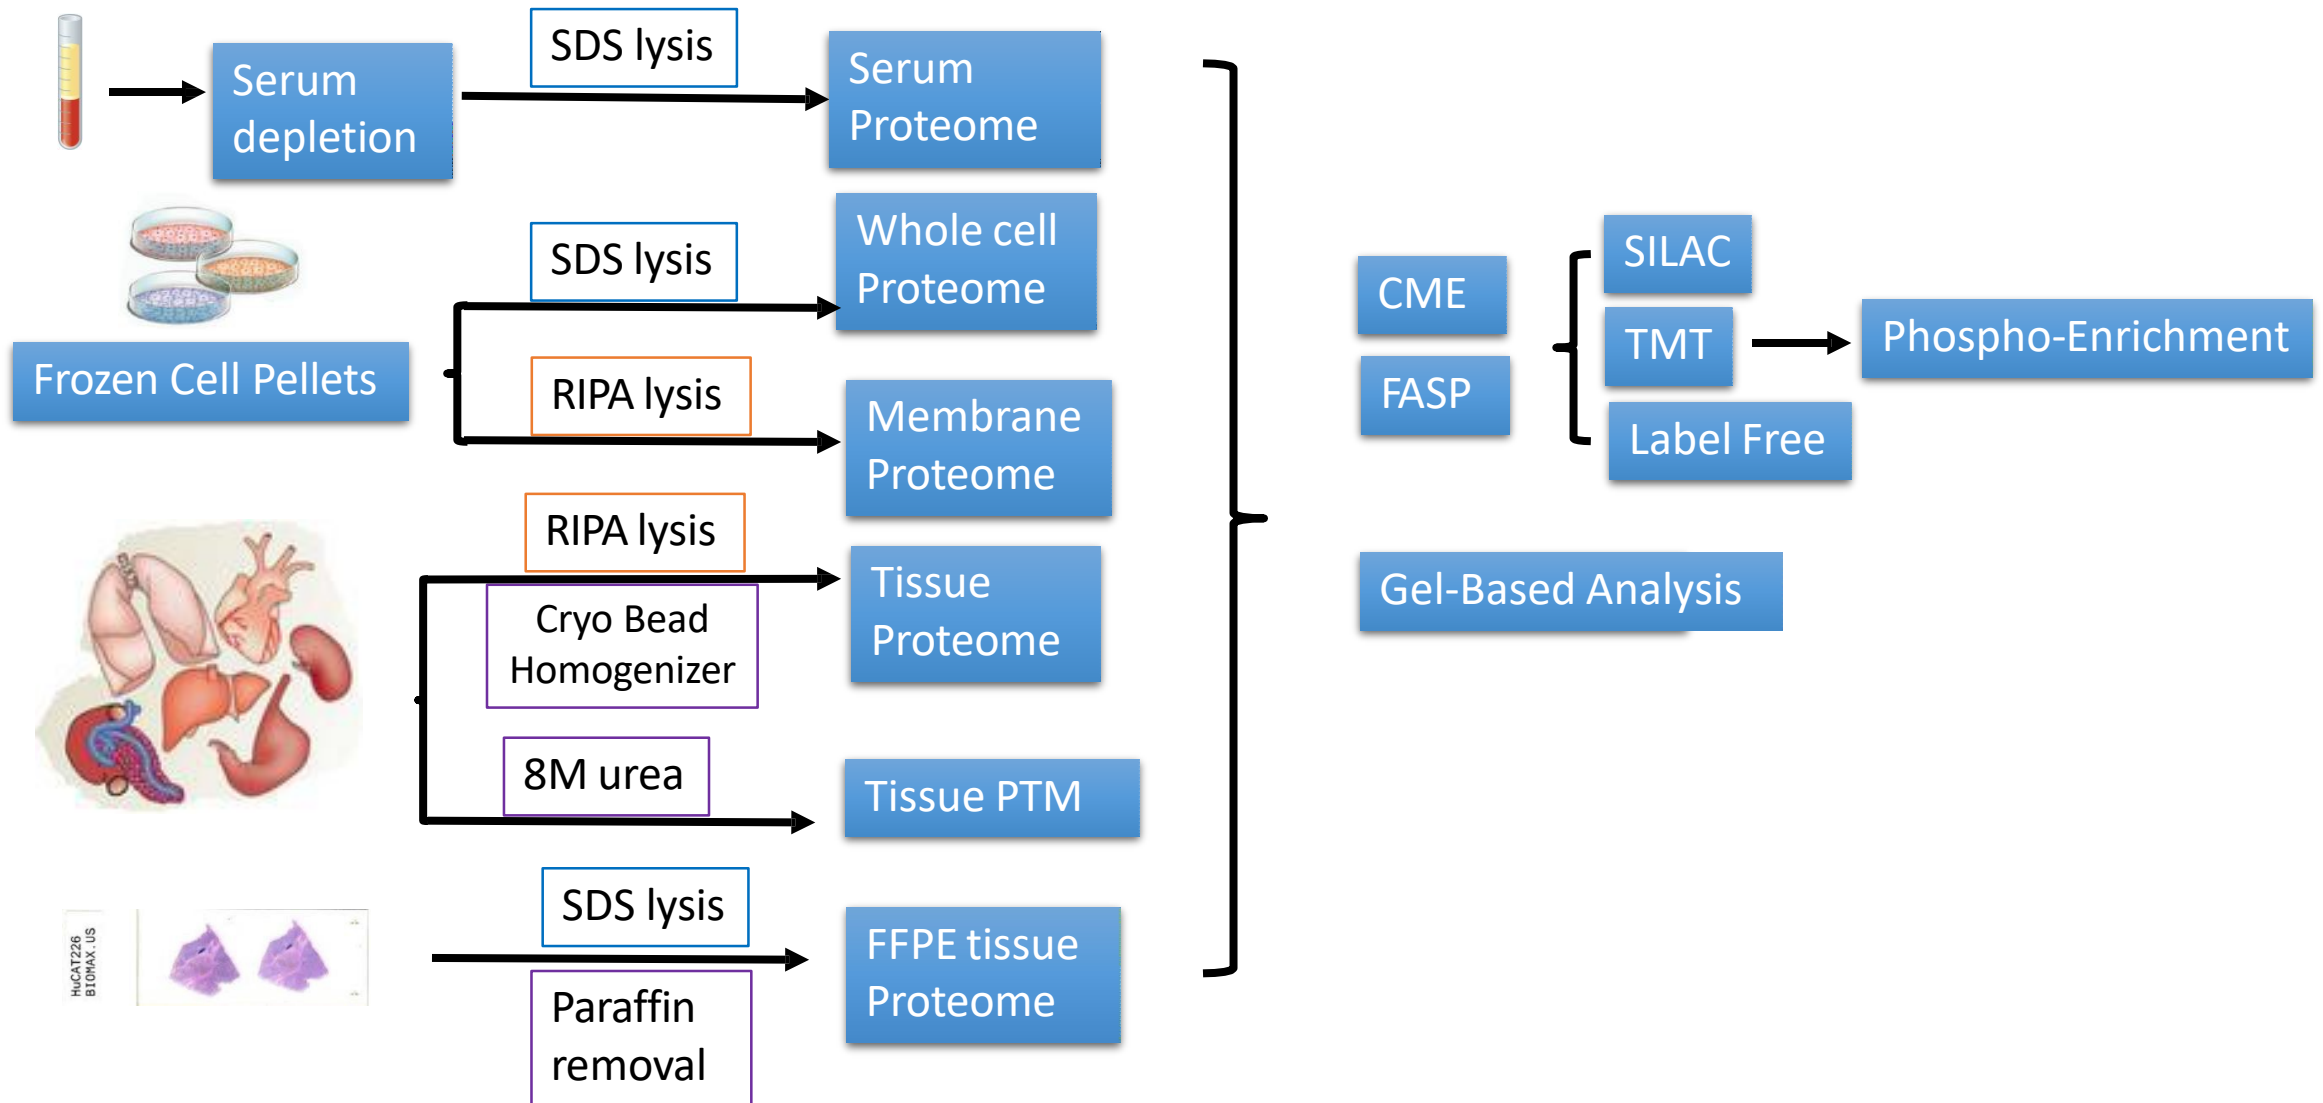 SDS lysis
Serum
depletion
Serum
Proteome
SDS lysis
Whole cell
Proteome
Frozen Cell Pellets
RIPA lysis
Membrane
Proteome
RIPA lysis
Cryo Bead
Homogenizer
Tissue
Proteome
8M urea
Tissue PTM
HuCAT226
BIOMAX.US
SDS lysis
Paraffin
removal
FFPE tissue
Proteome
CME
FASP
SILAC
TMT
Label Free
Phospho-Enrichment
Gel-Based Analysis